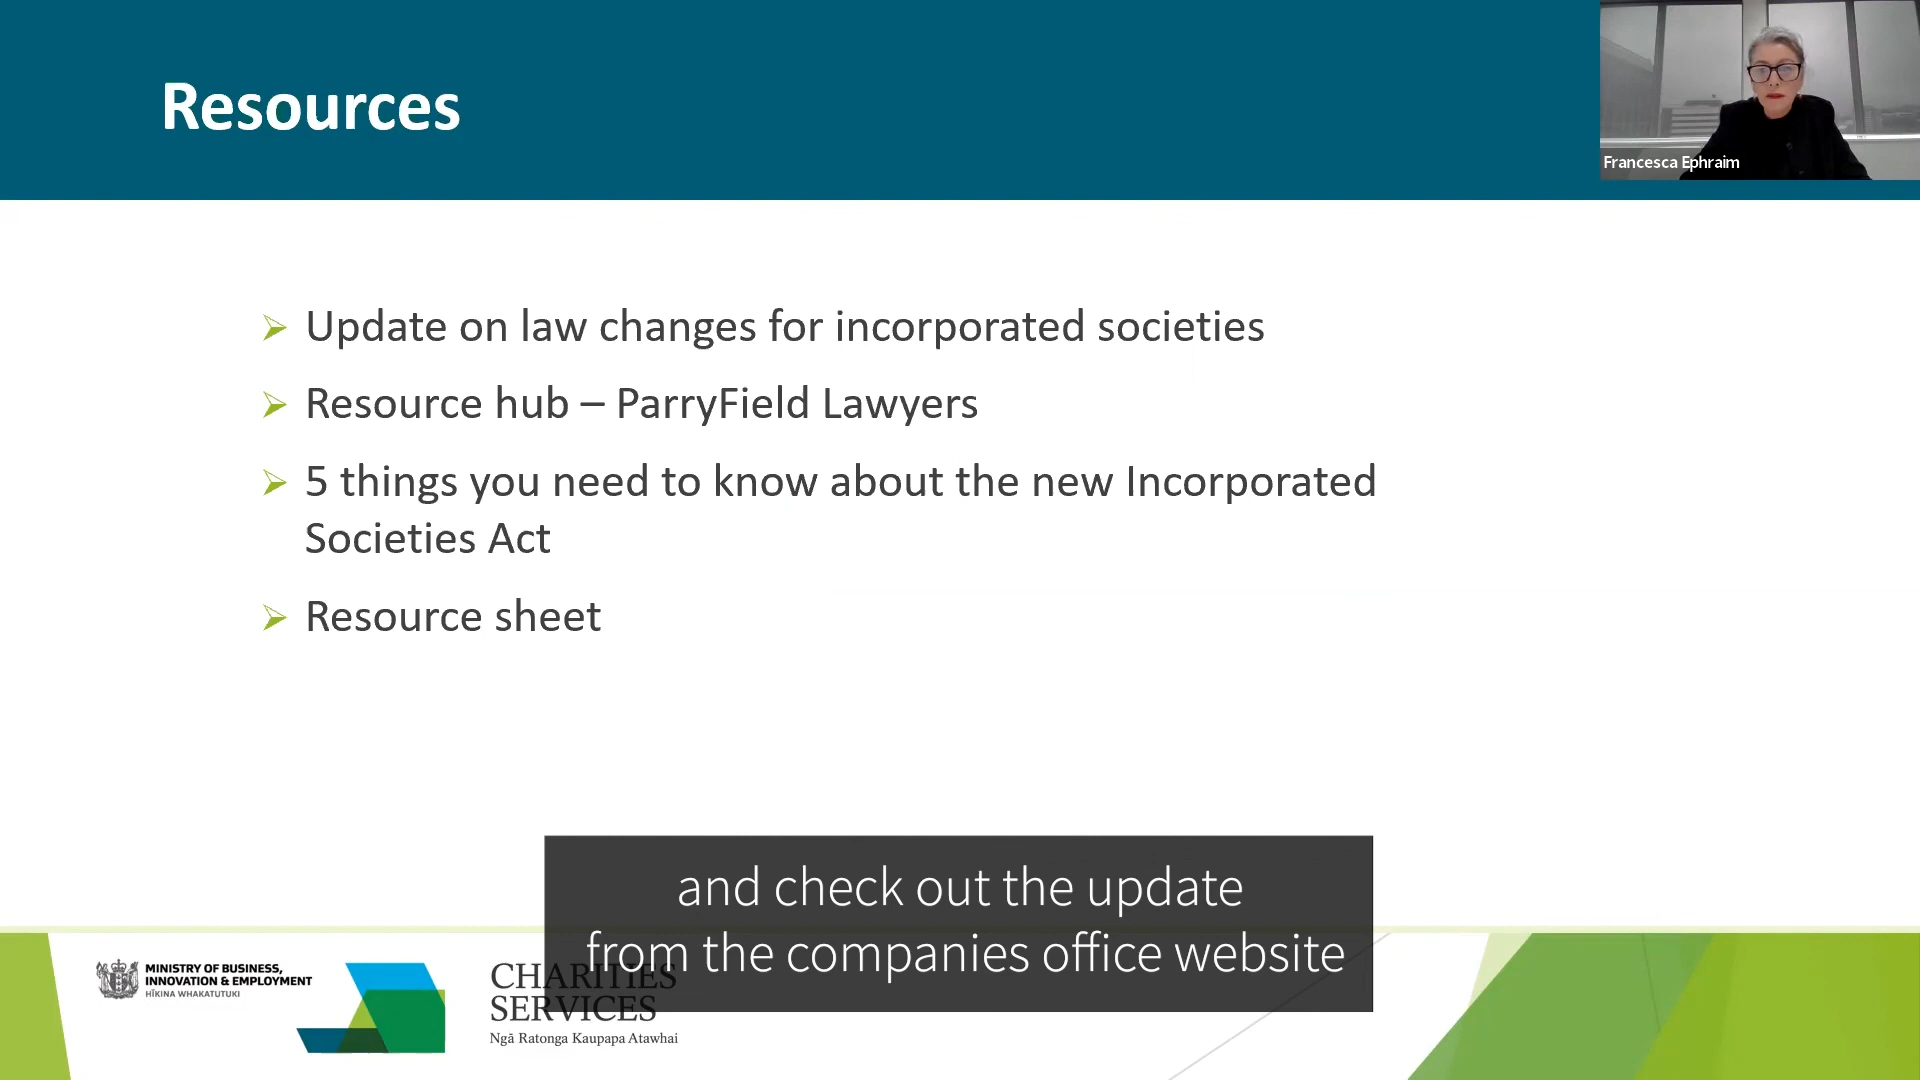 Resources
Francesca Ephraim
Update on law changes for incorporated societies
Resource hub – ParryField Lawyers
5 things you need to know about the new Incorporated
Societies Act
Resource sheet
and check out the update
from the companies office website
MINISTRY OF BUSINESS,
INNOVATION & EMPLOYMENT
HĪKINA WHAKATUTUKI
CHARITIES
SERVICES
Ngā Ratonga Kaupapa Atawhai